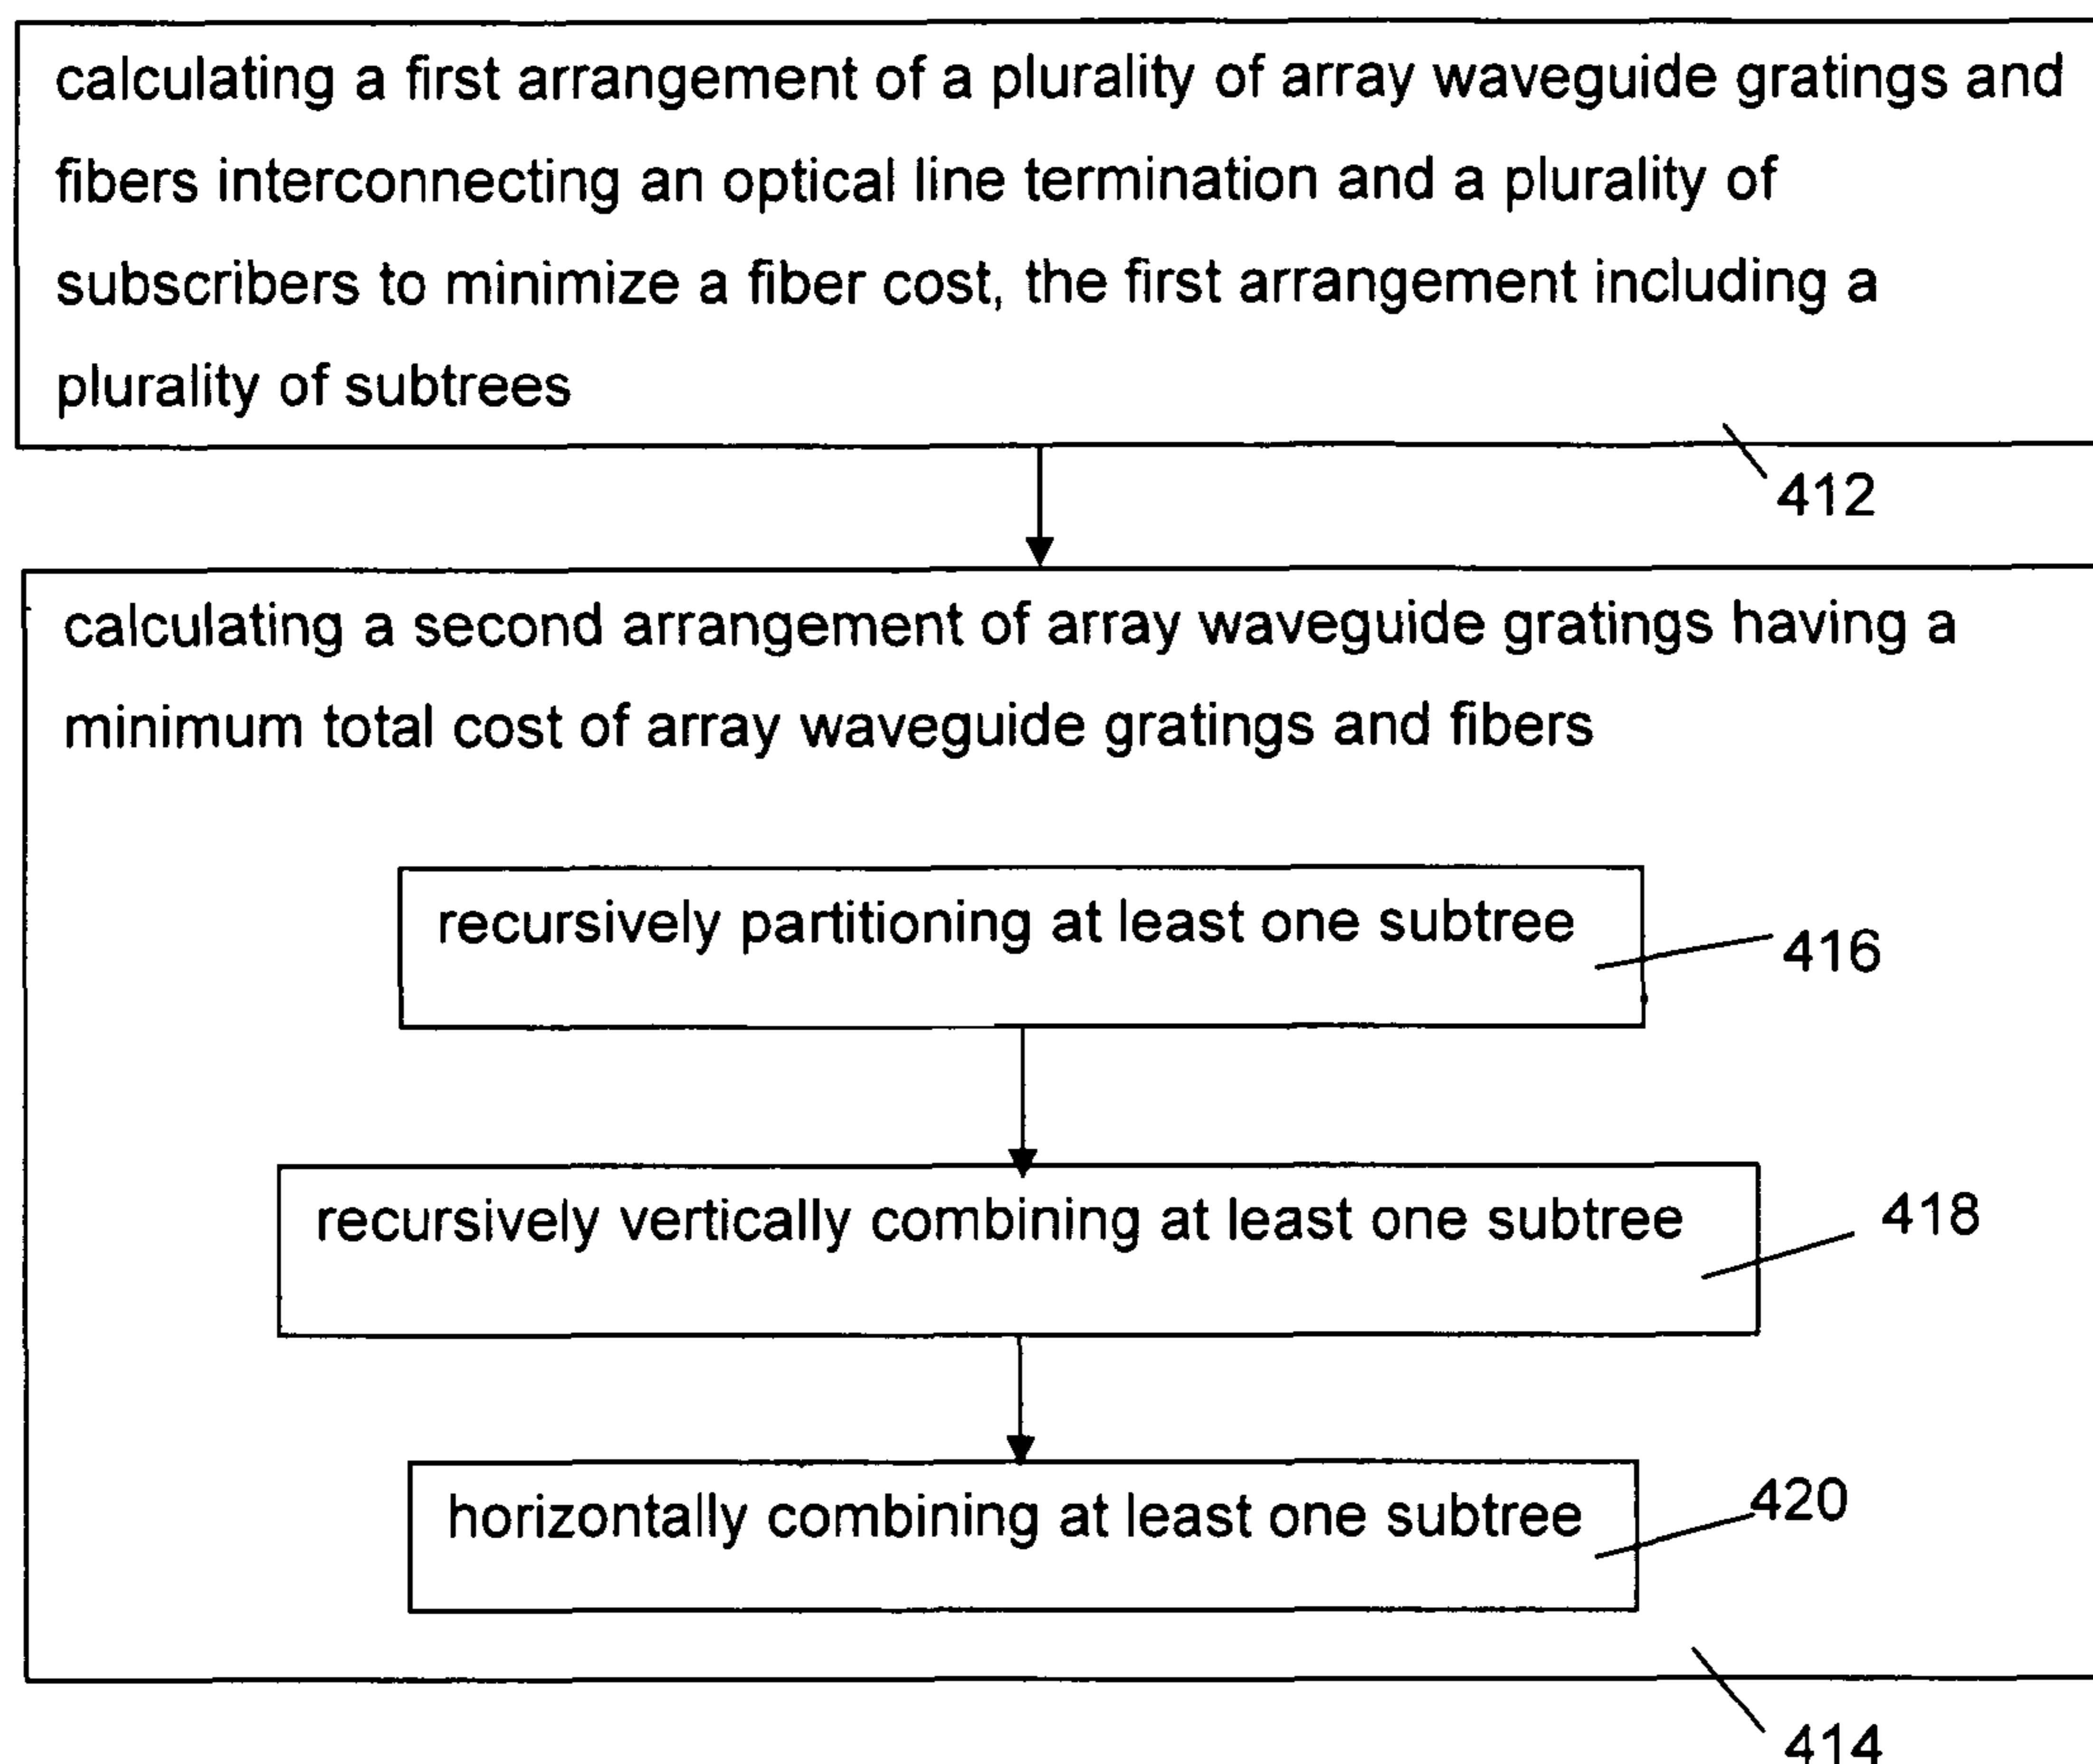 calculating a first arrangement of a plurality of array waveguide gratings and
fibers interconnecting an optical line termination and a plurality of
subscribers to minimize a fiber cost, the first arrangement including a
plurality of subtrees
412
calculating a second arrangement of array waveguide gratings having a
minimum total cost of array waveguide gratings and fibers
recursively partitioning at least one subtree
416
recursively vertically combining at least one subtree
418
horizontally combining at least one subtree
420
414